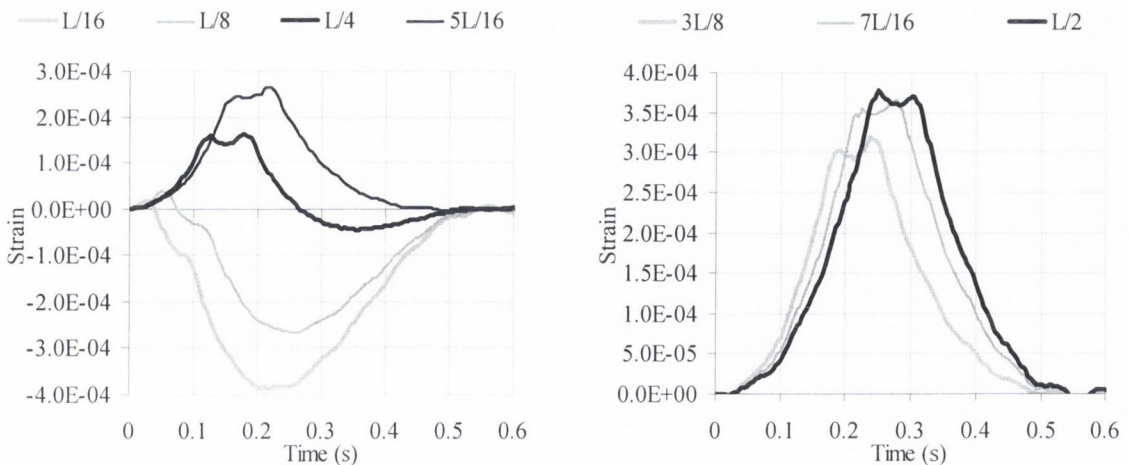 L/16 L/8 L/4 5L/16
3.0E-04
2.0E-04
1.0E-04
0.0E+00
-1.0E-04
-2.0E-04
-3.0E-04
-4.0E-04
Strain
0 0.1 0.2 0.3 0.4 0.5 0.6
Time (s)
3L/8 7L/16 L/2
4.0E-04
3.5E-04
3.0E-04
2.5E-04
2.0E-04
1.5E-04
1.0E-04
5.0E-05
0.0E+00
Strain
0 0.1 0.2 0.3 0.4 0.5 0.6
Time (s)